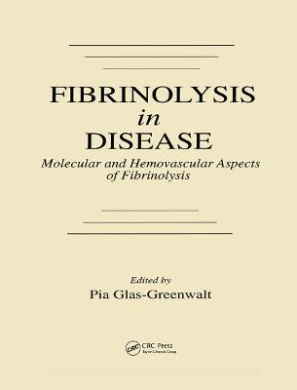 FIBRINOLYSIS
in
DISEASE
Molecular and Hemovascular Aspects
of Fibrinolysis
Edited by
Pia Glas-Greenwalt
CRC Press
Taylor & Francis Group